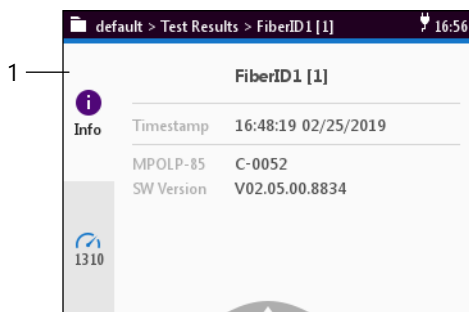 default > Test Results > FiberID1 [1] 16:56
1
FiberID1 [1]
Info
Timestamp 16:48:19 02/25/2019
MPOLP-85 C-0052
SW Version V02.05.00.8834
1310